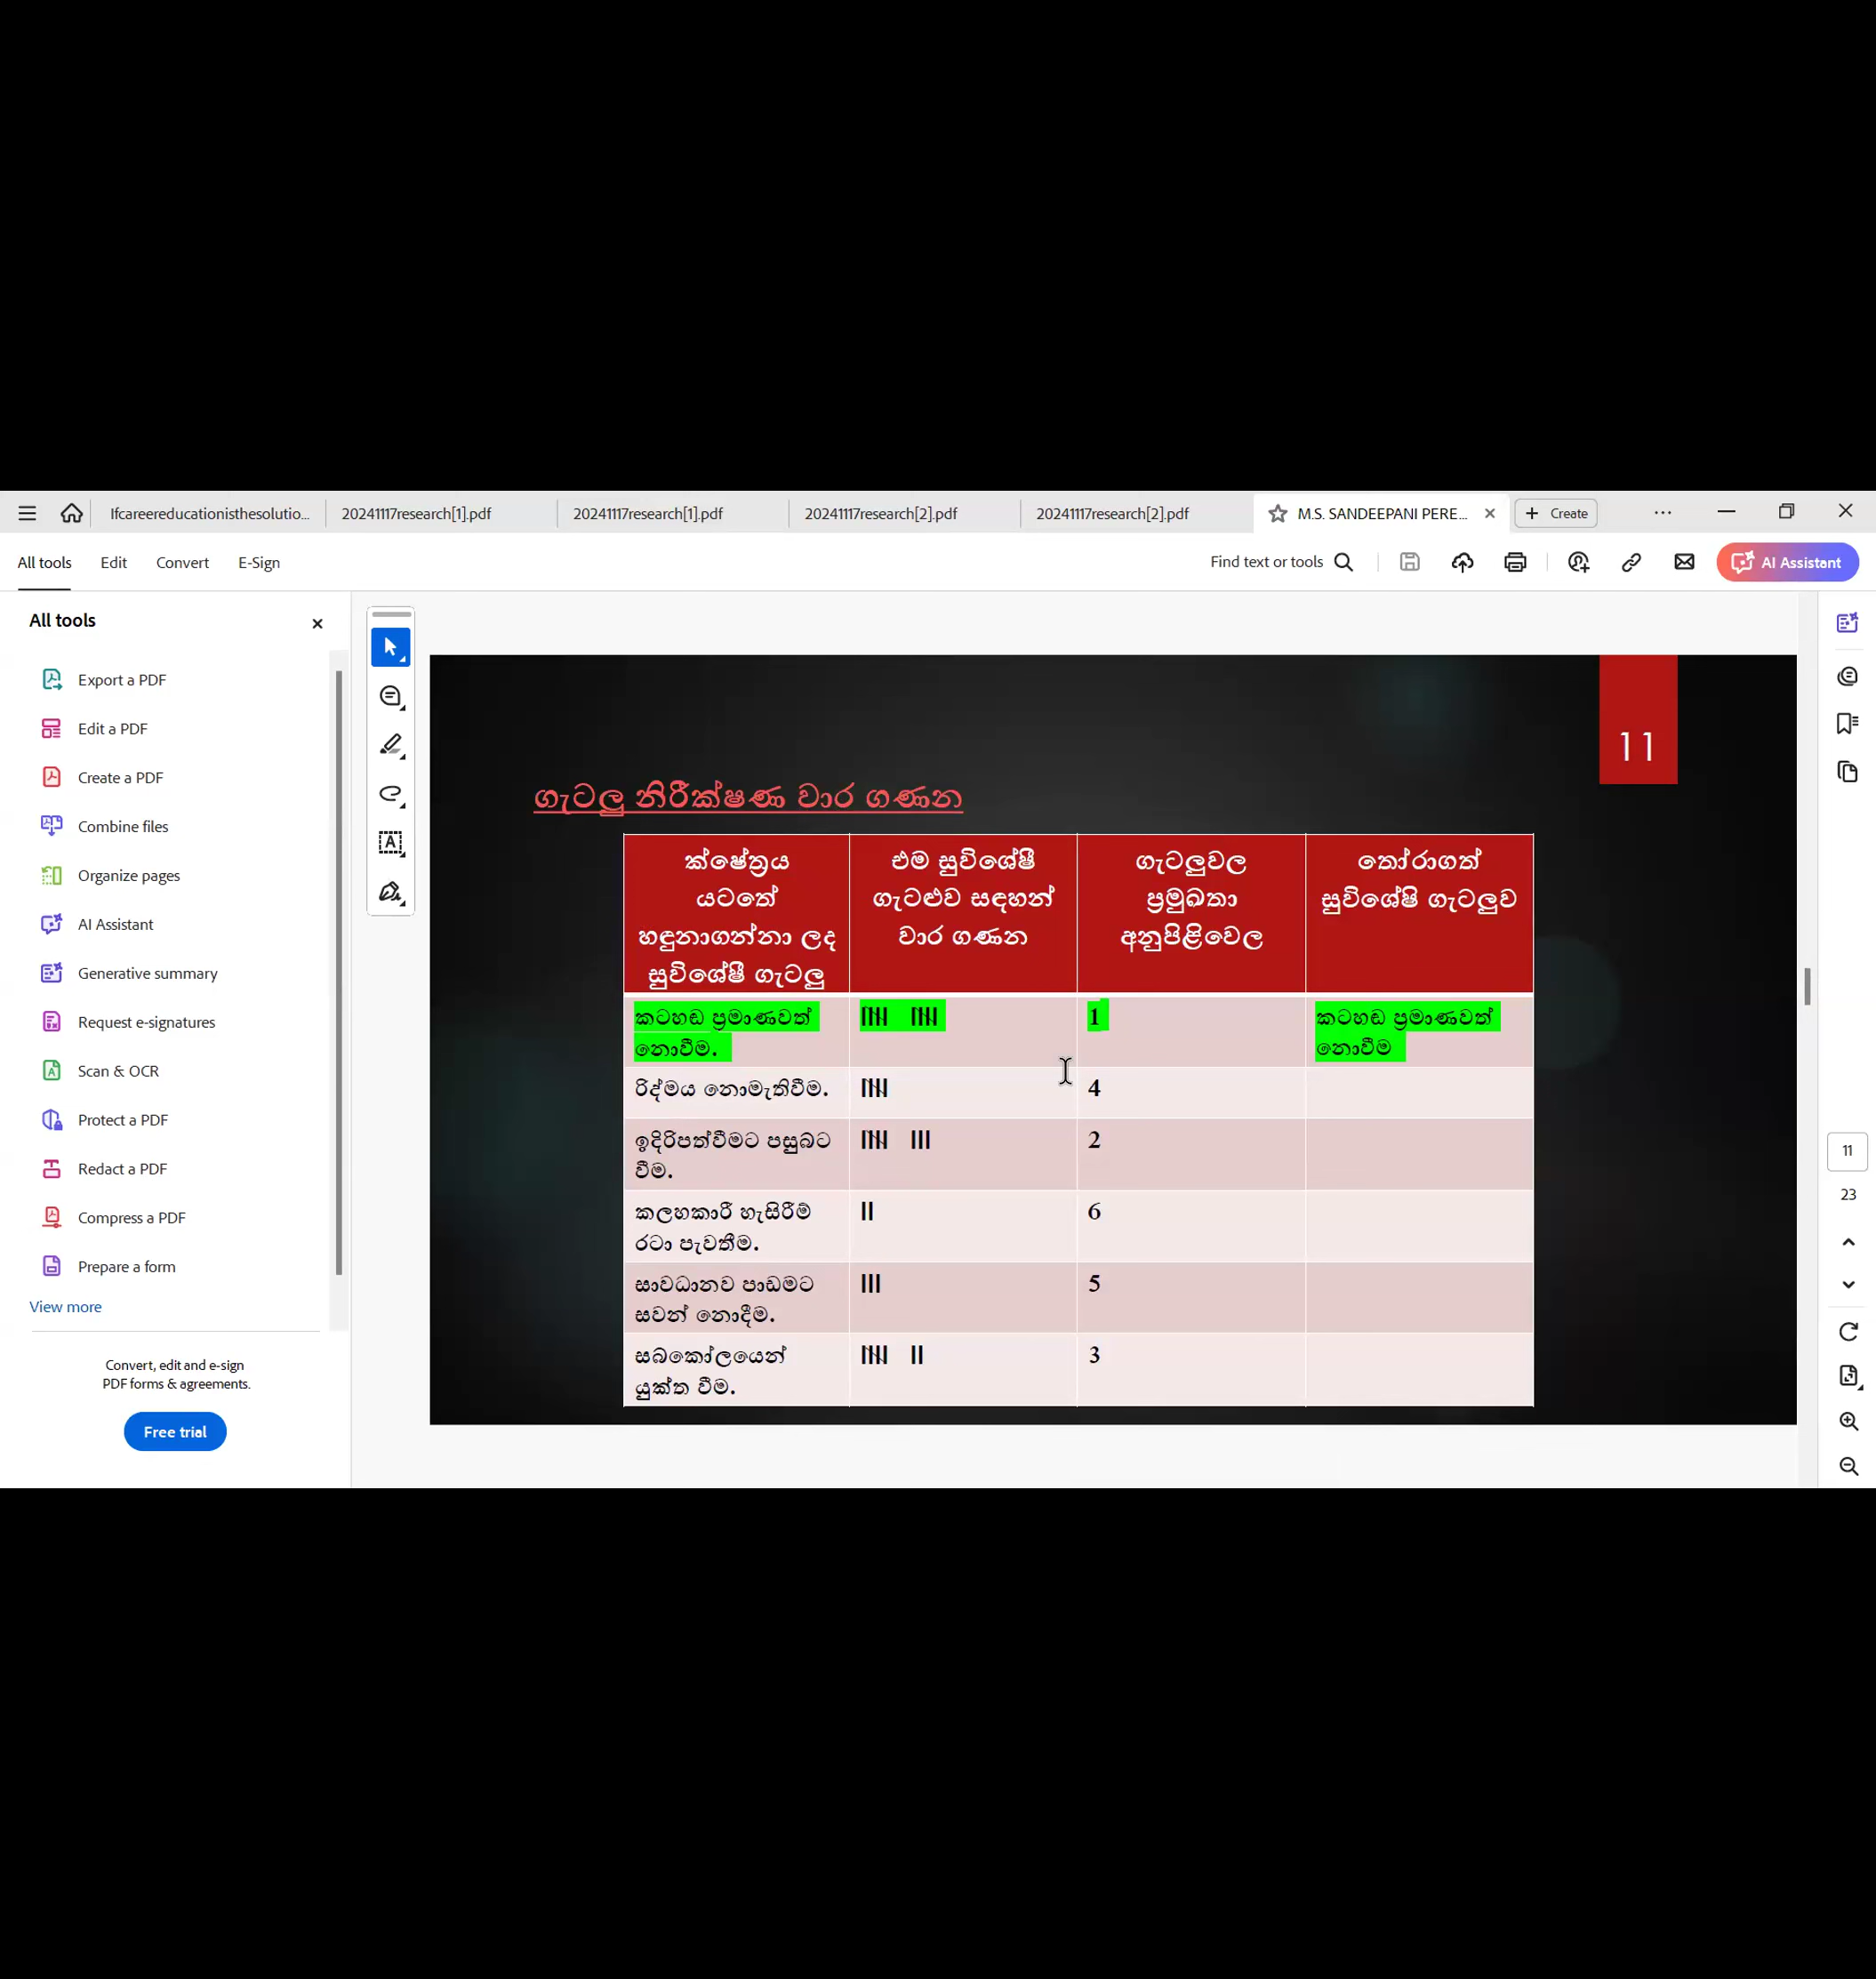 Ifcareereducationisthesolutio...
20241117research[1].pdf
20241117research[1].pdf
20241117research[2].pdf
20241117research[2].pdf
M.S. SANDEEPANI PERE...
Create
All tools
Edit
Convert
E-Sign
Find text or tools
AI Assistant
All tools
Export a PDF
Edit a PDF
Create a PDF
Combine files
Organize pages
AI Assistant
Generative summary
Request e-signatures
Scan & OCR
Protect a PDF
Redact a PDF
Compress a PDF
Prepare a form
View more
Convert, edit and e-sign
PDF forms & agreements.
Free trial
11
ගැටලු නිරීක්ෂණ වාර ගණන
ක්ෂේත්‍රය
යටතේ
හඳුනාගන්නා ලද
සුවිශේෂී ගැටලු
එම සුවිශේෂී
ගැටළුව සඳහන්
වාර ගණන
ගැටලුවල
ප්‍රමුඛතා
අනුපිළිවෙල
තෝරාගත්
සුවිශේෂි ගැටලුව
කටහඬ ප්‍රමාණවත්
නොවීම.
1
කටහඬ ප්‍රමාණවත්
නොවීම
රිද්මය නොමැතිවීම.
4
ඉදිරිපත්වීමට පසුබට
වීම.
2
කලහකාරී හැසිරීම්
රටා පැවතීම.
6
සාවධානව පාඩමට
සවන් නොදීම.
5
සබකෝලයෙන්
යුක්ත වීම.
3
11
23